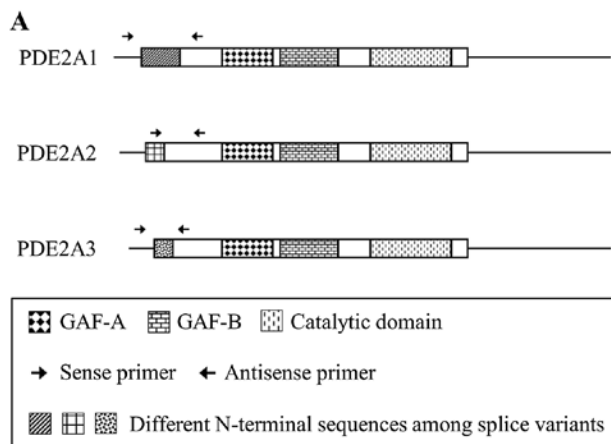 A
PDE2A1
PDE2A2
PDE2A3
GAF-A GAF-B Catalytic domain
Sense primer Antisense primer
Different N-terminal sequences among splice variants